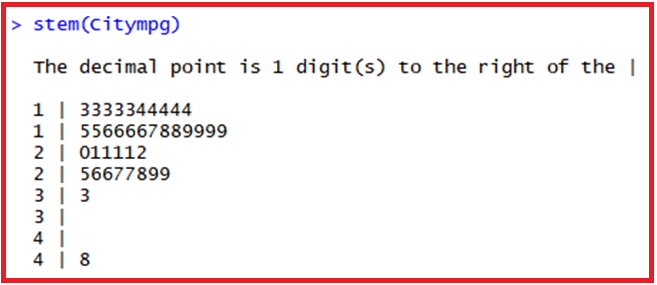 > stem(Citympg)
The decimal point is 1 digit(s) to the right of the |
1 | 3333344444
1 | 5566667889999
2 | 011112
2 | 56677899
3 | 3
3 |
4 |
4 | 8